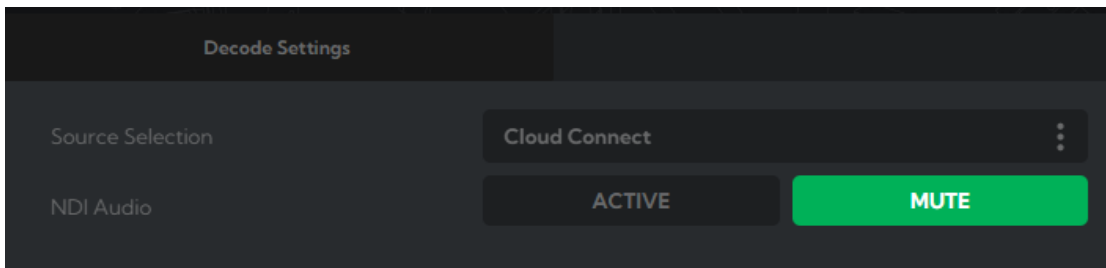 Decode Settings
Source Selection
Cloud Connect
NDI Audio
ACTIVE
MUTE